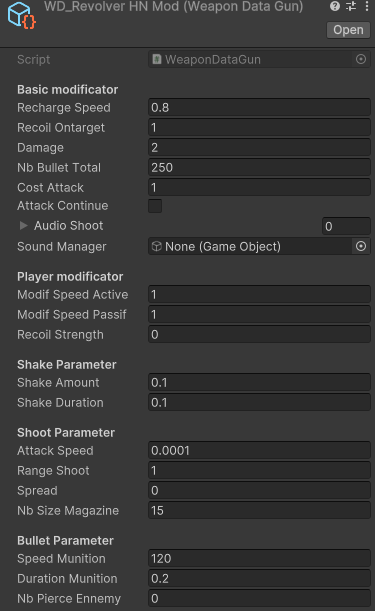 WD_Revolver HN Mod (Weapon Data Gun)
Open
Script WeaponDataGun
Basic modificator
Recharge Speed 0.8
Recoil Ontarget 1
Damage 2
Nb Bullet Total 250
Cost Attack 1
Attack Continue
Audio Shoot 0
Sound Manager None (Game Object)
Player modificator
Modif Speed Active 1
Modif Speed Passif 1
Recoil Strength 0
Shake Parameter
Shake Amount 0.1
Shake Duration 0.1
Shoot Parameter
Attack Speed 0.0001
Range Shoot 1
Spread 0
Nb Size Magazine 15
Bullet Parameter
Speed Munition 120
Duration Munition 0.2
Nb Pierce Ennemy 0